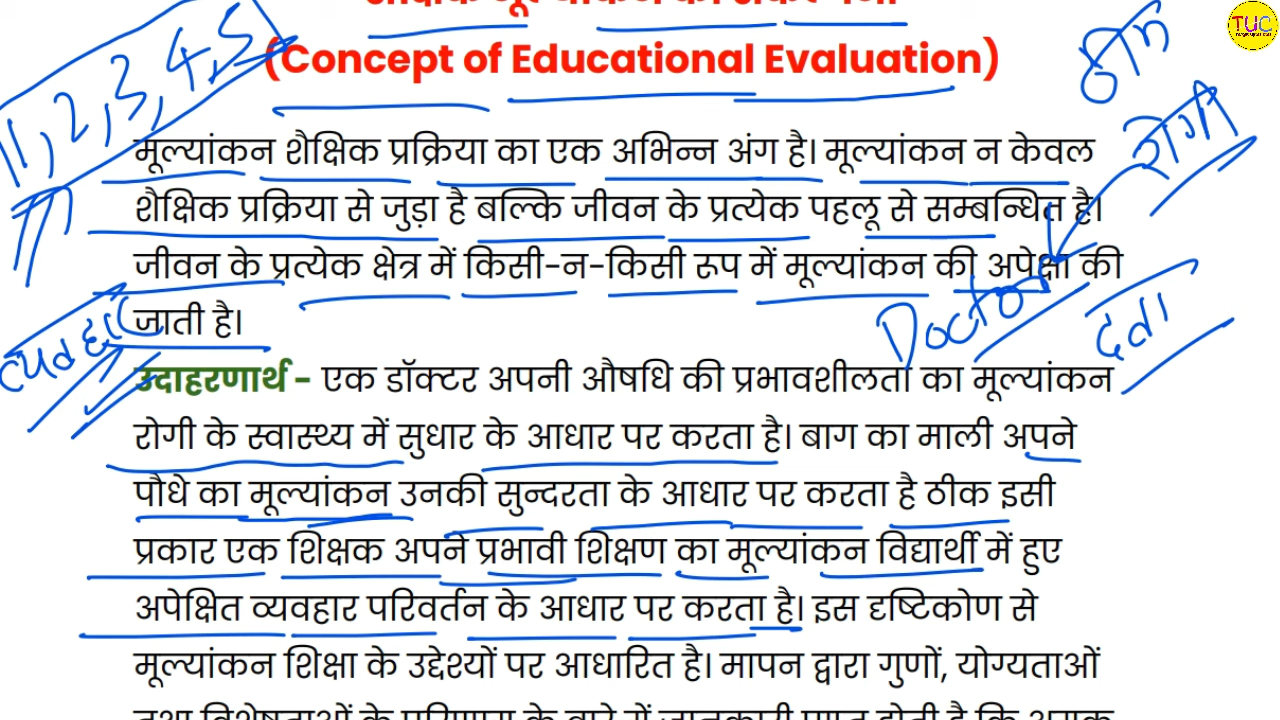 (Concept of Educational Evaluation)
मूल्यांकन शैक्षिक प्रक्रिया का एक अभिन्न अंग है। मूल्यांकन न केवल
शैक्षिक प्रक्रिया से जुड़ा है बल्कि जीवन के प्रत्येक पहलू से सम्बन्धित है।
जीवन के प्रत्येक क्षेत्र में किसी-न-किसी रूप में मूल्यांकन की अपेक्षा की
जाती है।
उदाहरणार्थ - एक डॉक्टर अपनी औषधि की प्रभावशीलता का मूल्यांकन
रोगी के स्वास्थ्य में सुधार के आधार पर करता है। बाग का माली अपने
पौधे का मूल्यांकन उनकी सुन्दरता के आधार पर करता है ठीक इसी
प्रकार एक शिक्षक अपने प्रभावी शिक्षण का मूल्यांकन विद्यार्थी में हुए
अपेक्षित व्यवहार परिवर्तन के आधार पर करता है। इस दृष्टिकोण से
मूल्यांकन शिक्षा के उद्देश्यों पर आधारित है। मापन द्वारा गुणों, योग्यताओं
1, 2, 3, 4, 5
व्यवहार
रोगी
Doctor
दवा
TUC